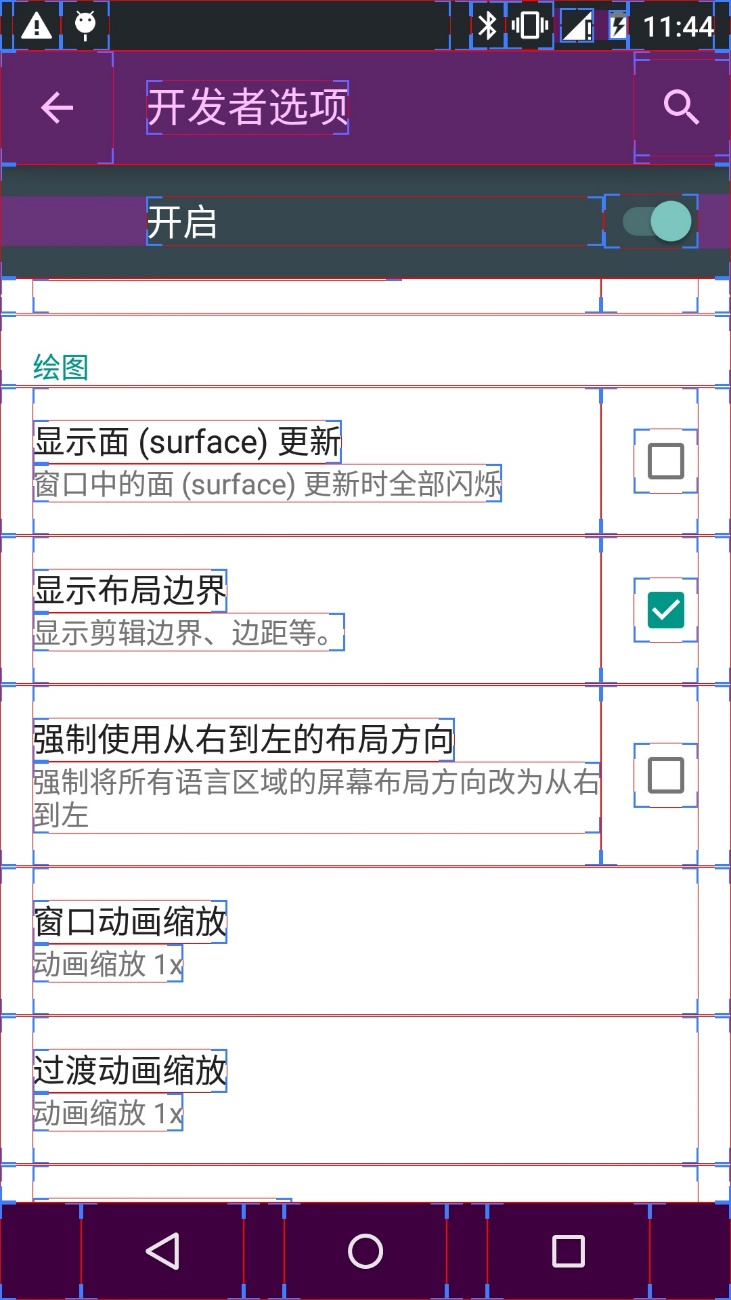 11:44
开发者选项
开启
绘图
显示面 (surface) 更新
窗口中的面 (surface) 更新时全部闪烁
显示布局边界
显示剪辑边界、边距等。
强制使用从右到左的布局方向
强制将所有语言区域的屏幕布局方向改为从右
到左
窗口动画缩放
动画缩放 1x
过渡动画缩放
动画缩放 1x